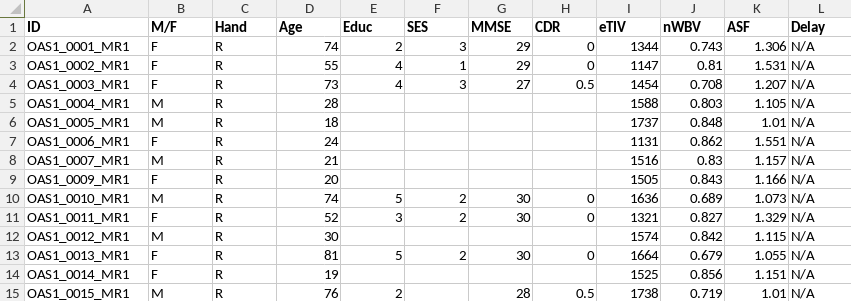 A B C D E F G H I J K L
1 ID M/F Hand Age Educ SES MMSE CDR eTIV nWBV ASF Delay
2 OAS1_0001_MR1 F R 74 2 3 29 0 1344 0.743 1.306 N/A
3 OAS1_0002_MR1 F R 55 4 1 29 0 1147 0.81 1.531 N/A
4 OAS1_0003_MR1 F R 73 4 3 27 0.5 1454 0.708 1.207 N/A
5 OAS1_0004_MR1 M R 28 1588 0.803 1.105 N/A
6 OAS1_0005_MR1 M R 18 1737 0.848 1.01 N/A
7 OAS1_0006_MR1 F R 24 1131 0.862 1.551 N/A
8 OAS1_0007_MR1 M R 21 1516 0.83 1.157 N/A
9 OAS1_0009_MR1 F R 20 1505 0.843 1.166 N/A
10 OAS1_0010_MR1 M R 74 5 2 30 0 1636 0.689 1.073 N/A
11 OAS1_0011_MR1 F R 52 3 2 30 0 1321 0.827 1.329 N/A
12 OAS1_0012_MR1 M R 30 1574 0.842 1.115 N/A
13 OAS1_0013_MR1 F R 81 5 2 30 0 1664 0.679 1.055 N/A
14 OAS1_0014_MR1 F R 19 1525 0.856 1.151 N/A
15 OAS1_0015_MR1 M R 76 2 28 0.5 1738 0.719 1.01 N/A